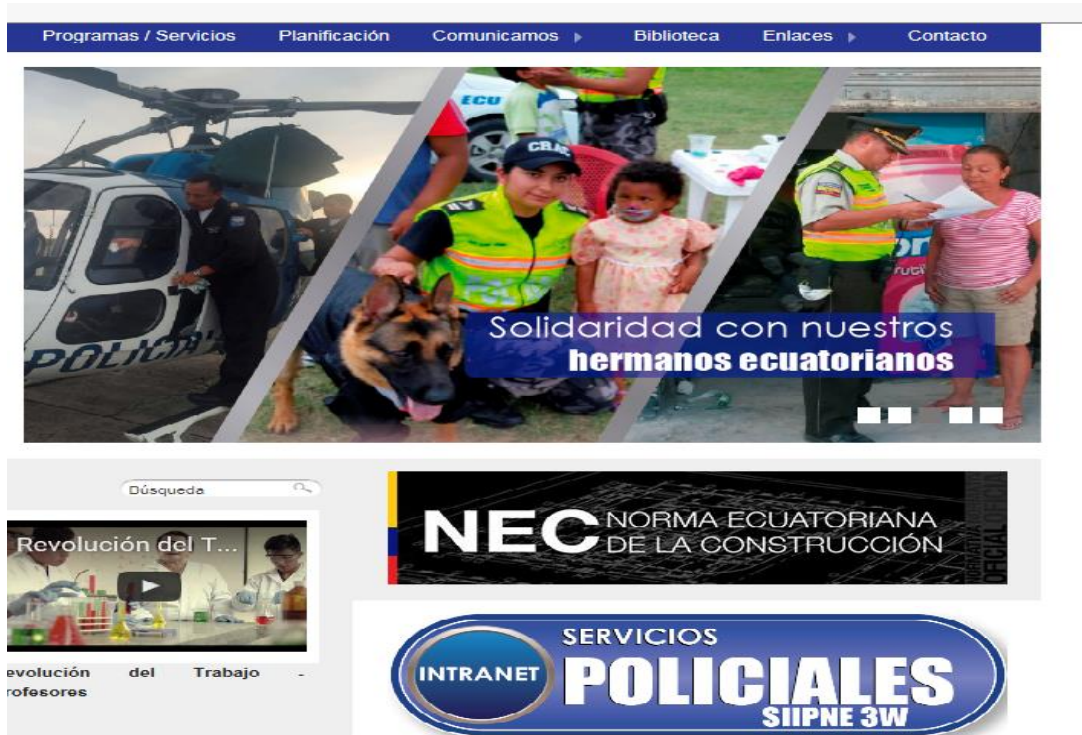 Programas / Servicios Planificación Comunicamos Biblioteca Enlaces Contacto
ECU
POLICIA
Solidaridad con nuestros
hermanos ecuatorianos
Búsqueda
Revolución del T...
NEC NORMA ECUATORIANA
DE LA CONSTRUCCIÓN
OFICIAL
evolución del Trabajo -
rofesores
INTRANET
SERVICIOS
POLICIALES
SIIPNE 3W